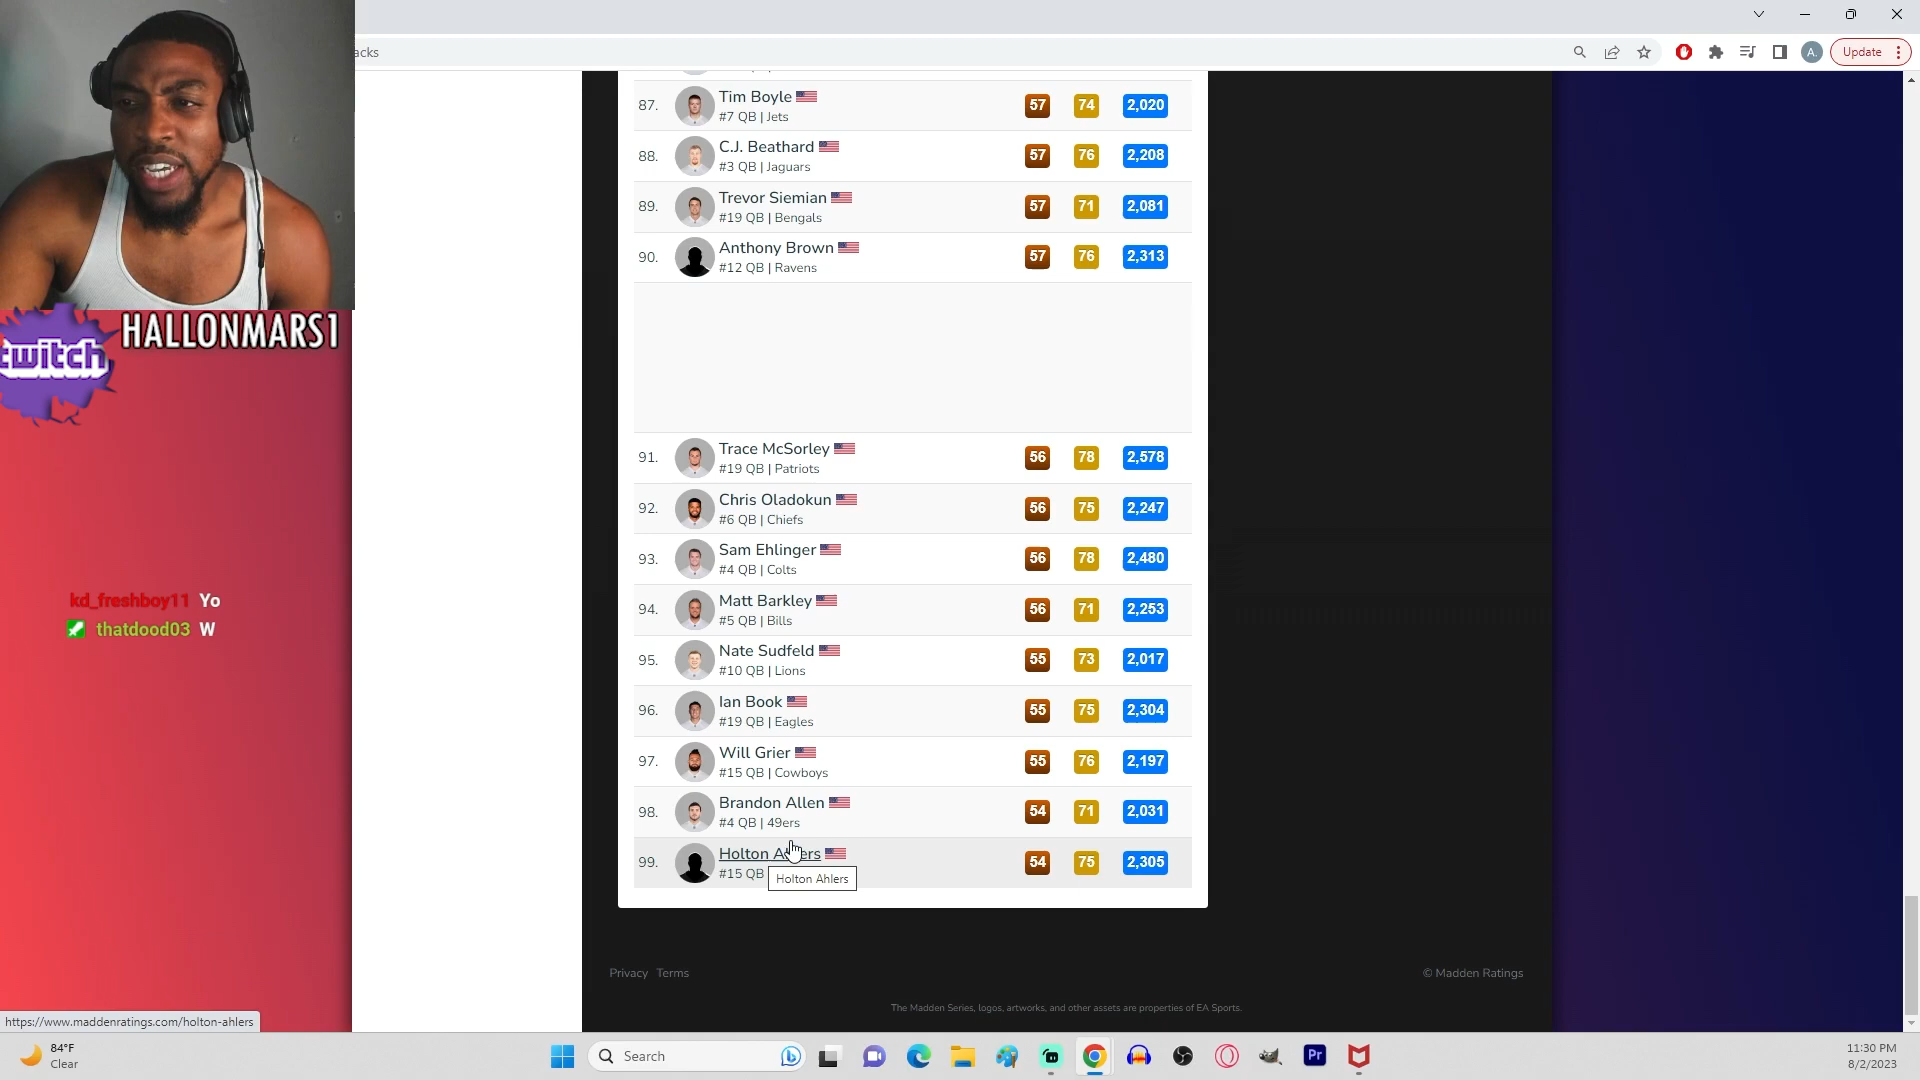 acks
A.
Update
87.
Tim Boyle
#7 QB | Jets
57
74
2,020
88.
C.J. Beathard
#3 QB | Jaguars
57
76
2,208
89.
Trevor Siemian
#19 QB | Bengals
57
71
2,081
90.
Anthony Brown
#12 QB | Ravens
57
76
2,313
91.
Trace McSorley
#19 QB | Patriots
56
78
2,578
92.
Chris Oladokun
#6 QB | Chiefs
56
75
2,247
93.
Sam Ehlinger
#4 QB | Colts
56
78
2,480
94.
Matt Barkley
#5 QB | Bills
56
71
2,253
95.
Nate Sudfeld
#10 QB | Lions
55
73
2,017
96.
Ian Book
#19 QB | Eagles
55
75
2,304
97.
Will Grier
#15 QB | Cowboys
55
76
2,197
98.
Brandon Allen
#4 QB | 49ers
54
71
2,031
99.
Holton Ahlers
#15 QB
54
75
2,305
Holton Ahlers
twitch
HALLONMARS1
kd_freshboy11 Yo
thatdood03 W
Privacy Terms
© Madden Ratings
The Madden Series, logos, artworks, and other assets are properties of EA Sports.
https://www.maddenratings.com/holton-ahlers
84°F
Clear
Search
Pr
11:30 PM
8/2/2023